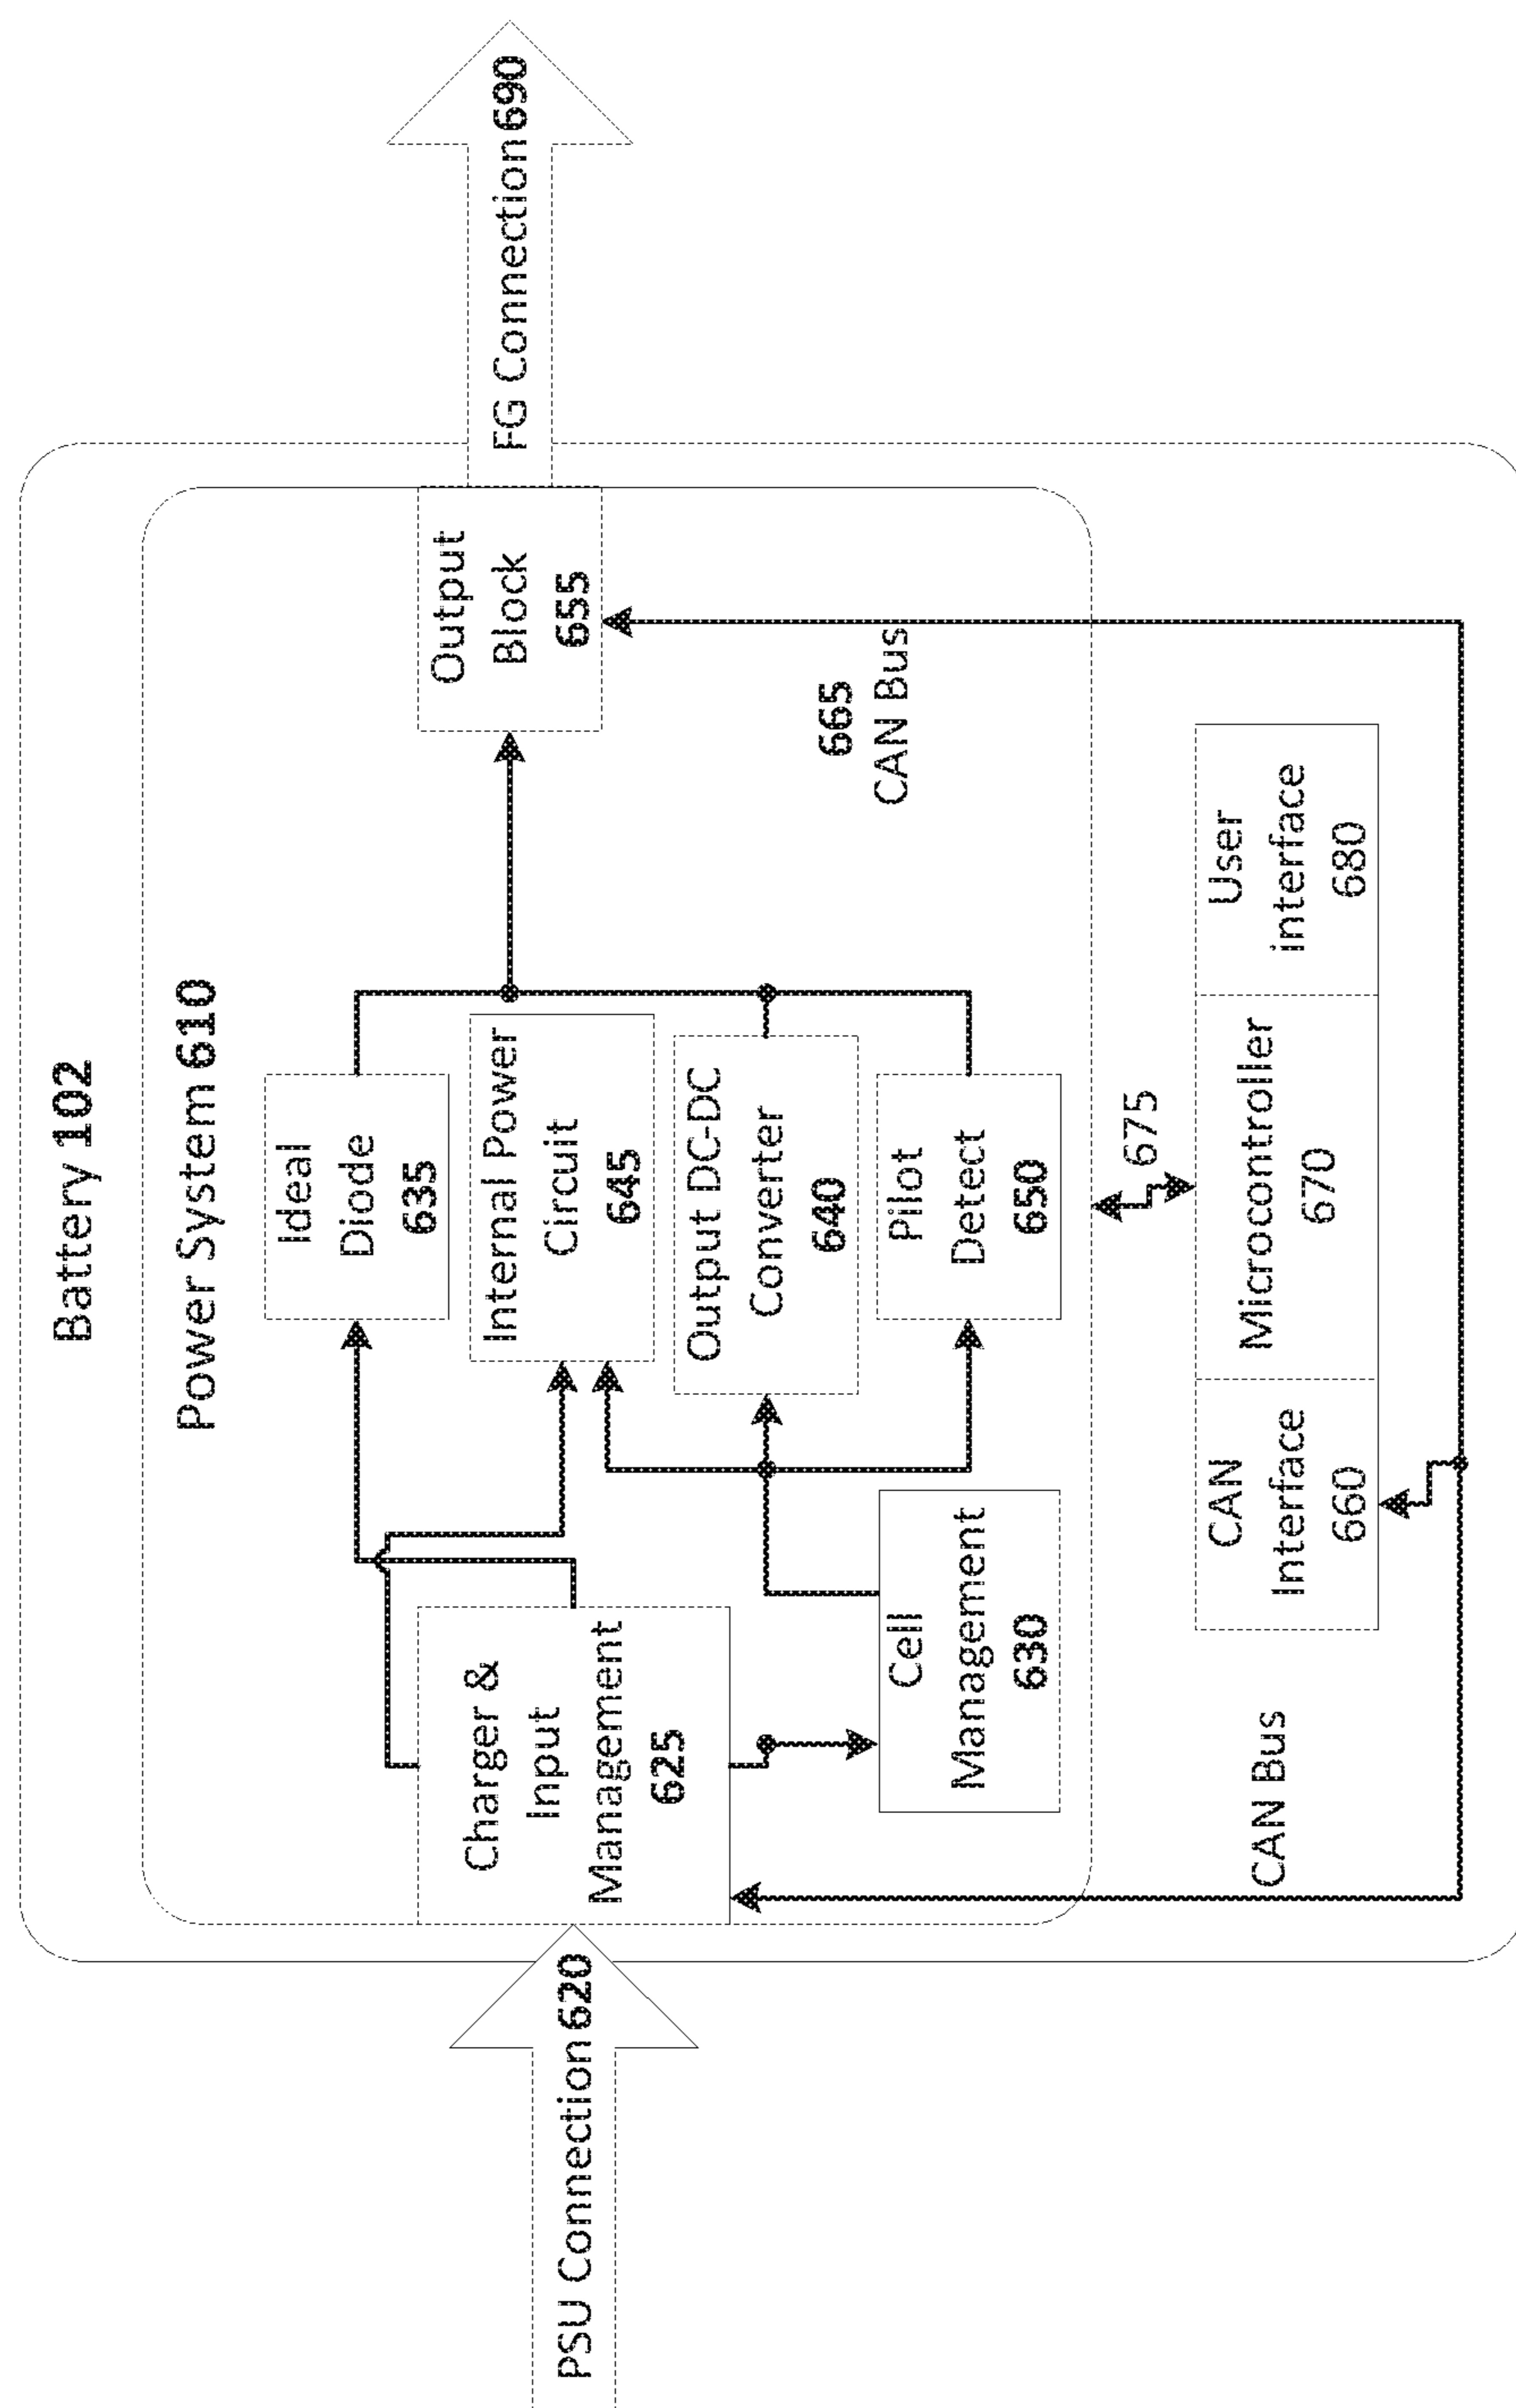 Battery 102
Power System 610
PSU Connection 620
Charger &
Input
Management
625
Cell
Management
630
Ideal
Diode
635
Internal Power
Circuit
645
Output DC-DC
Converter
640
Pilot
Detect
650
Output
Block
655
FG Connection 690
665
CAN Bus
675
CAN Bus
CAN
Interface
660
Microcontroller
670
User
interface
680